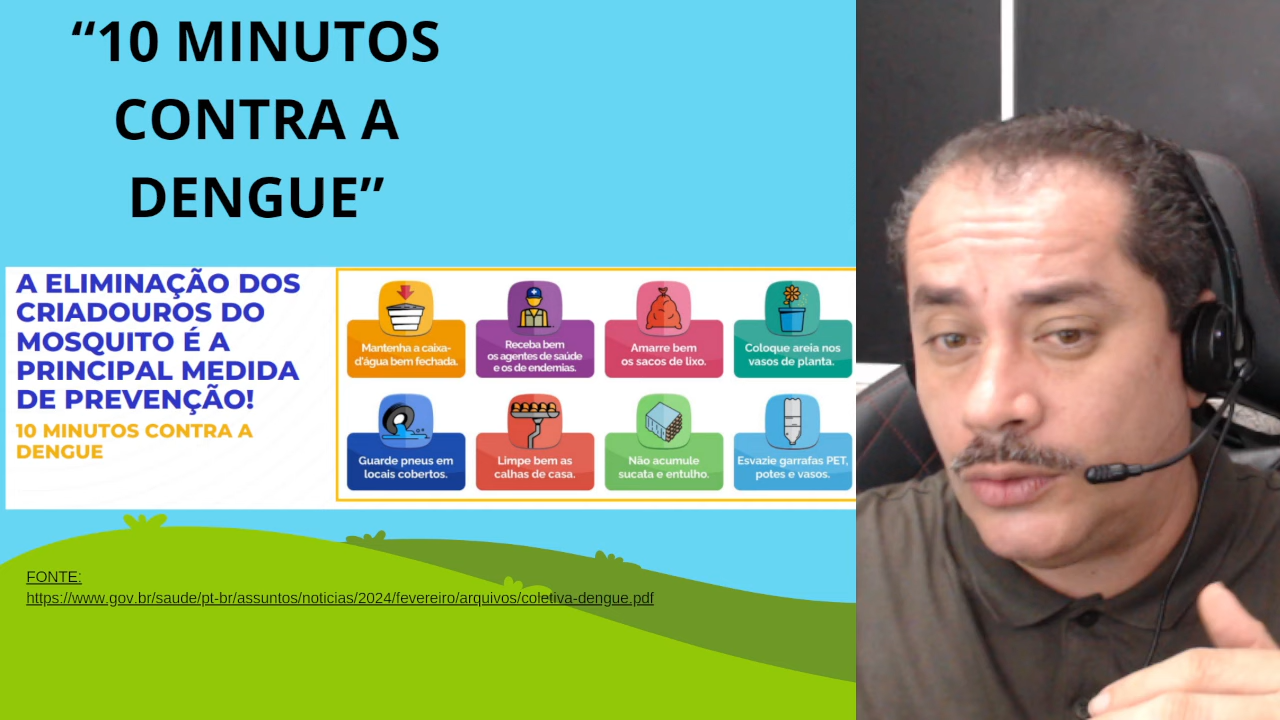 “10 MINUTOS
CONTRA A
DENGUE”
A ELIMINAÇÃO DOS
CRIADOUROS DO
MOSQUITO É A
PRINCIPAL MEDIDA
DE PREVENÇÃO!
10 MINUTOS CONTRA A
DENGUE
Mantenha a caixa-
d'água bem fechada.
Receba bem
os agentes de saúde
e os de endemias.
Amarre bem
os sacos de lixo.
Coloque areia nos
vasos de planta.
Guarde pneus em
locais cobertos.
Limpe bem as
calhas de casa.
Não acumule
sucata e entulho.
Esvazie garrafas PET,
potes e vasos.
FONTE:
https://www.gov.br/saude/pt-br/assuntos/noticias/2024/fevereiro/arquivos/coletiva-dengue.pdf